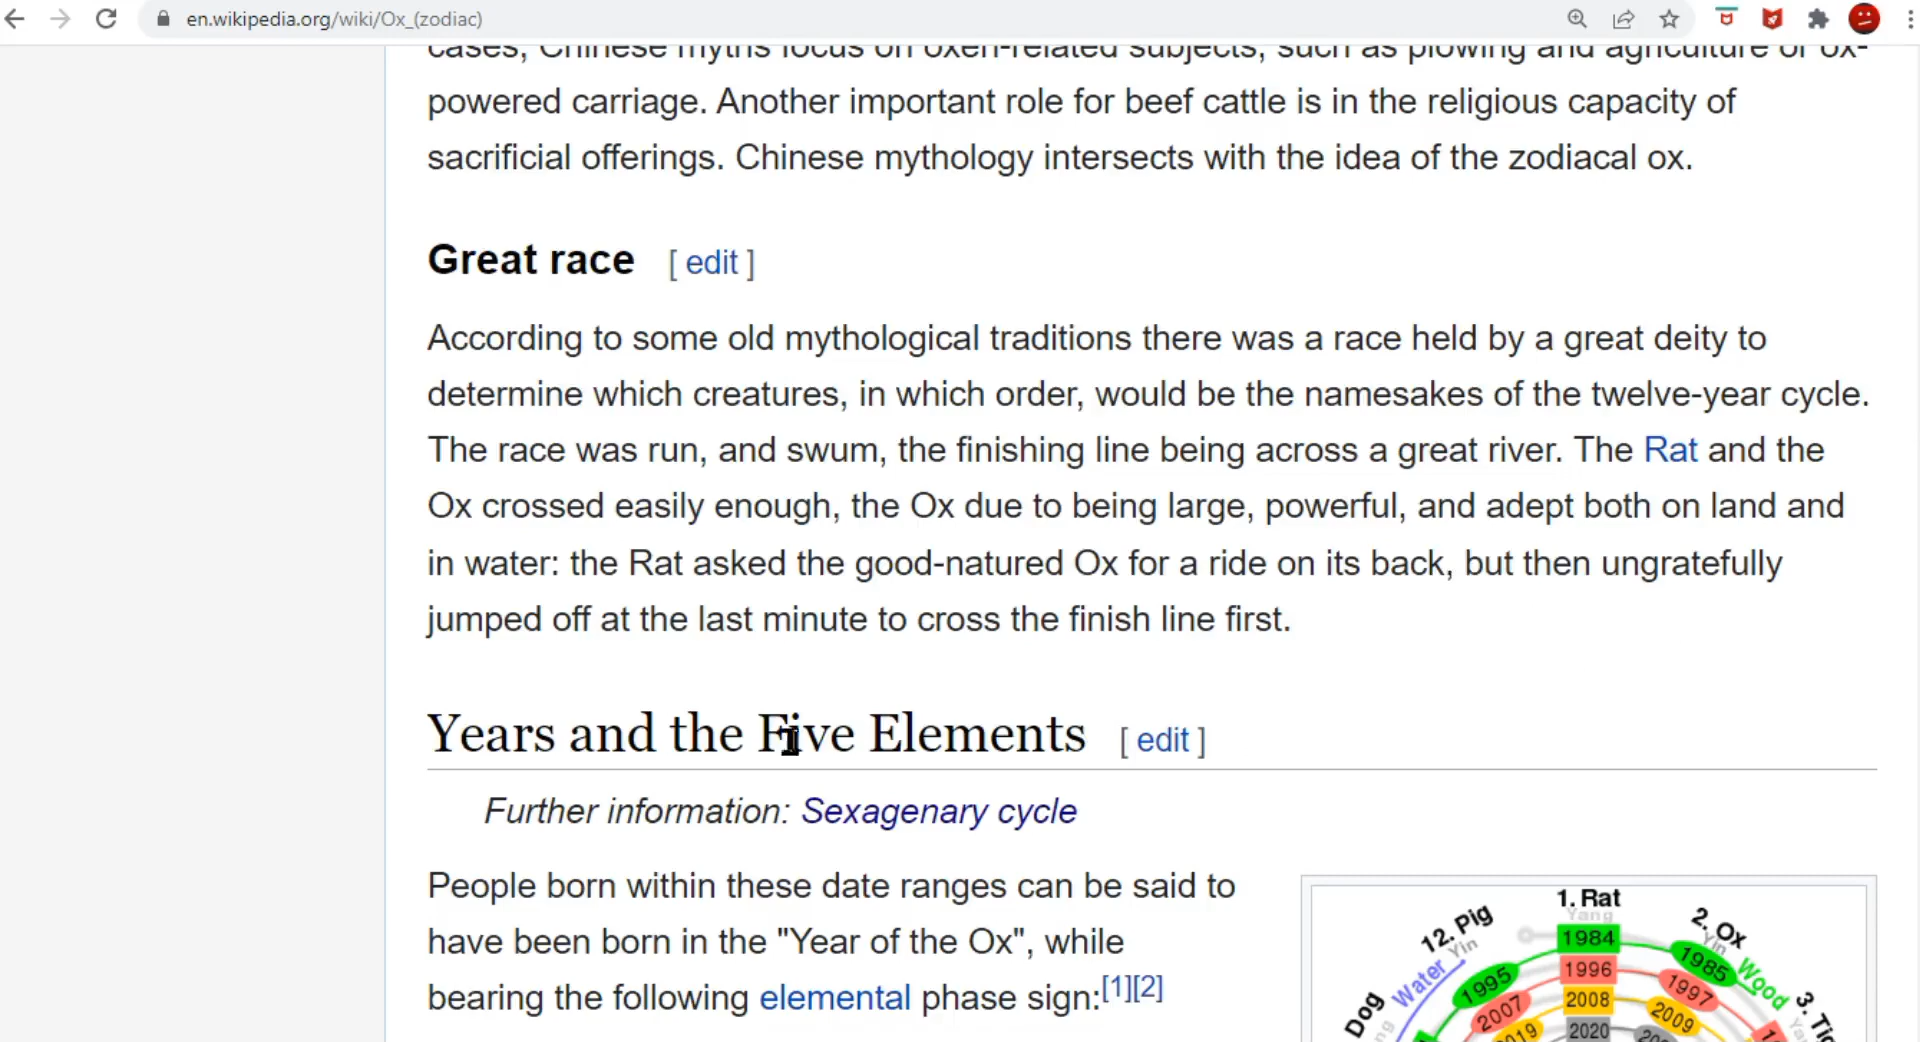 en.wikipedia.org/wiki/Ox_(zodiac)
cases, Chinese myths focus on oxen-related subjects, such as plowing and agriculture or ox-
powered carriage. Another important role for beef cattle is in the religious capacity of
sacrificial offerings. Chinese mythology intersects with the idea of the zodiacal ox.
Great race [ edit ]
According to some old mythological traditions there was a race held by a great deity to
determine which creatures, in which order, would be the namesakes of the twelve-year cycle.
The race was run, and swum, the finishing line being across a great river. The Rat and the
Ox crossed easily enough, the Ox due to being large, powerful, and adept both on land and
in water: the Rat asked the good-natured Ox for a ride on its back, but then ungratefully
jumped off at the last minute to cross the finish line first.
Years and the Five Elements [ edit ]
Further information: Sexagenary cycle
People born within these date ranges can be said to
have been born in the "Year of the Ox", while
bearing the following elemental phase sign:[1][2]
1. Rat
Yang
12. Pig
Yin
2. Ox
Yin
1984
Water
1995
1996
1985
Wood
2007
2008
1997
Dog
2019
2020
2009
3.